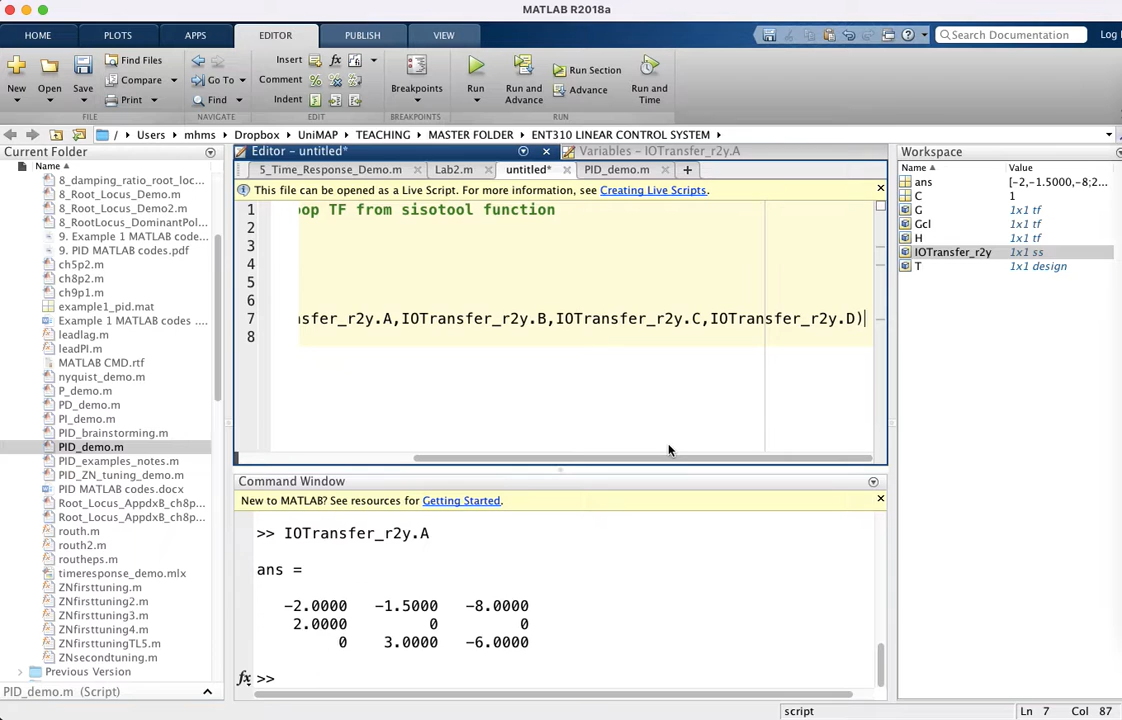 MATLAB R2018a
HOME PLOTS APPS EDITOR PUBLISH VIEW Search Documentation Log
New Open Save Find Files Compare Print Go To Find Insert Comment Indent Breakpoints Run Run and Advance Run Section Advance Run and Time
FILE NAVIGATE EDIT BREAKPOINTS RUN
/ Users mhms Dropbox UniMAP TEACHING MASTER FOLDER ENT310 LINEAR CONTROL SYSTEM
Current Folder
Name
8_damping_ratio_root_loc...
8_Root_Locus_Demo.m
8_Root_Locus_Demo2.m
8_RootLocus_DominantPol...
9. Example 1 MATLAB code...
9. PID MATLAB codes.pdf
ch5p2.m
ch8p2.m
ch9p1.m
example1_pid.mat
Example 1 MATLAB codes ...
leadlag.m
leadPI.m
MATLAB CMD.rtf
nyquist_demo.m
P_demo.m
PD_demo.m
PI_demo.m
PID_brainstorming.m
PID_demo.m
PID_examples_notes.m
PID_ZN_tuning_demo.m
PID MATLAB codes.docx
Root_Locus_AppdxB_ch8p...
Root_Locus_AppdxB_ch8p...
routh.m
routh2.m
routheps.m
timeresponse_demo.mlx
ZNfirsttuning.m
ZNfirsttuning2.m
ZNfirsttuning3.m
ZNfirsttuning4.m
ZNfirsttuningTL5.m
ZNsecondtuning.m
Previous Version
PID_demo.m (Script)
Editor - untitled* Variables - IOTransfer_r2y.A
5_Time_Response_Demo.m Lab2.m untitled* PID_demo.m
This file can be opened as a Live Script. For more information, see Creating Live Scripts.
1 oop TF from sisotool function
2
3
4
5
6
7 nsfer_r2y.A,IOTransfer_r2y.B,IOTransfer_r2y.C,IOTransfer_r2y.D)
8
Command Window
New to MATLAB? See resources for Getting Started.
>> IOTransfer_r2y.A
ans =
-2.0000 -1.5000 -8.0000
2.0000 0 0
0 3.0000 -6.0000
fx >>
Workspace
Name Value
ans [-2,-1.5000,-8;2...
C 1
G 1x1 tf
Gcl 1x1 tf
H 1x1 tf
IOTransfer_r2y 1x1 ss
T 1x1 design
script Ln 7 Col 87